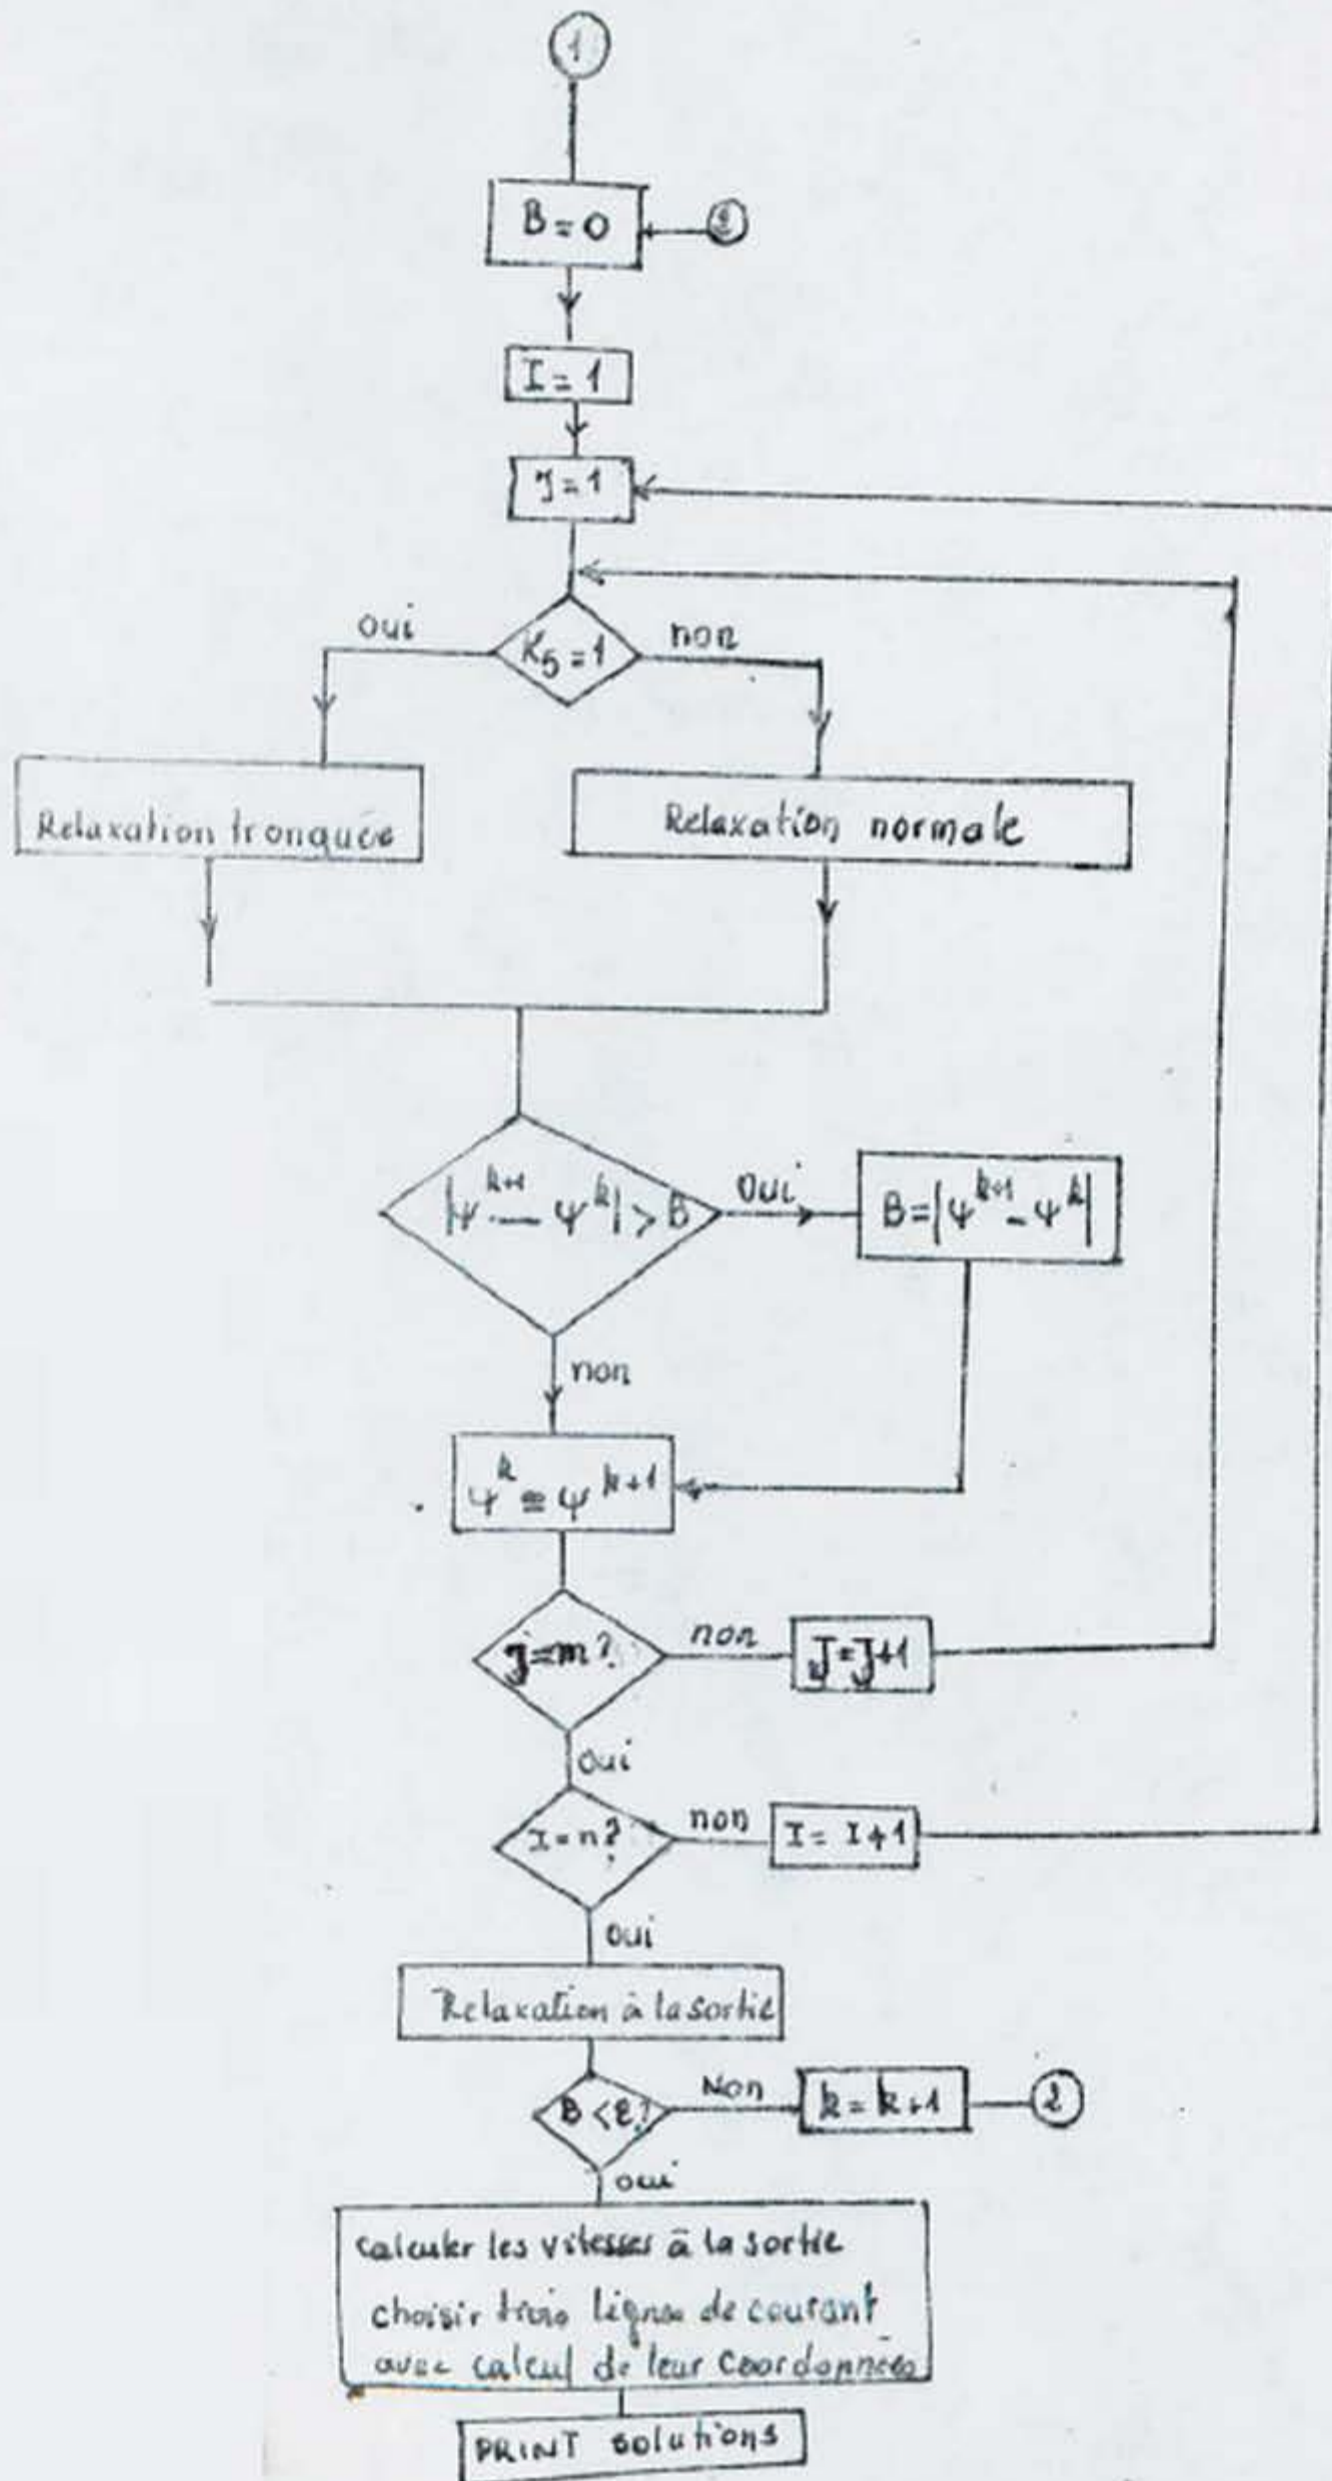 1
B = 0
2
I = 1
J = 1
oui
K5 = 1
non
Relaxation tronquée
Relaxation normale
|ψ^k+1 - ψ^k| > B
oui
B = |ψ^k+1 - ψ^k|
non
ψ^k ≅ ψ^k+1
J = m ?
non
J = J+1
oui
I = n ?
non
I = I + 1
oui
Relaxation à la sortie
B < ε ?
Non
k = k+1
2
oui
calculer les vitesses à la sortie
choisir trois lignes de courant
avec calcul de leur coordonnées
PRINT solutions